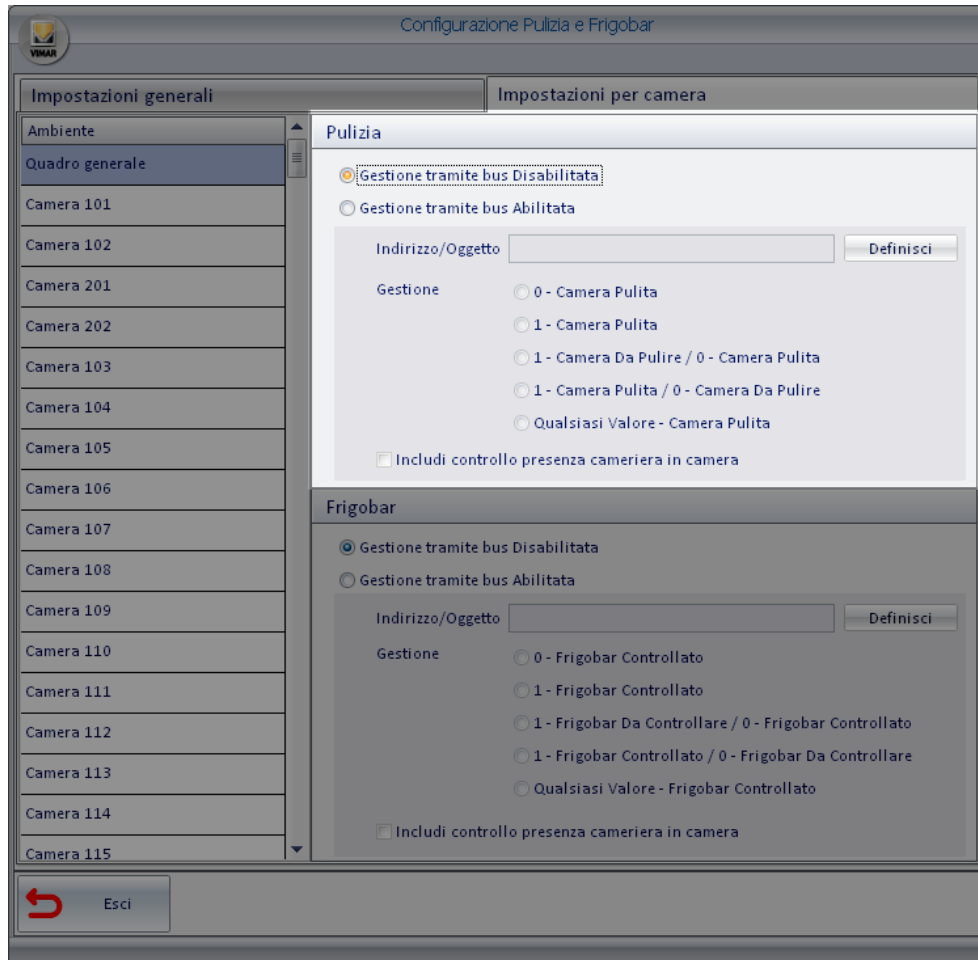 Configurazione Pulizia e Frigobar
VIMAR
Impostazioni generali
Impostazioni per camera
Ambiente
Quadro generale
Camera 101
Camera 102
Camera 201
Camera 202
Camera 103
Camera 104
Camera 105
Camera 106
Camera 107
Camera 108
Camera 109
Camera 110
Camera 111
Camera 112
Camera 113
Camera 114
Camera 115
Pulizia
Gestione tramite bus Disabilitata
Gestione tramite bus Abilitata
Indirizzo/Oggetto Definisci
Gestione 0 - Camera Pulita
1 - Camera Pulita
1 - Camera Da Pulire / 0 - Camera Pulita
1 - Camera Pulita / 0 - Camera Da Pulire
Qualsiasi Valore - Camera Pulita
Includi controllo presenza cameriera in camera
Frigobar
Gestione tramite bus Disabilitata
Gestione tramite bus Abilitata
Indirizzo/Oggetto Definisci
Gestione 0 - Frigobar Controllato
1 - Frigobar Controllato
1 - Frigobar Da Controllare / 0 - Frigobar Controllato
1 - Frigobar Controllato / 0 - Frigobar Da Controllare
Qualsiasi Valore - Frigobar Controllato
Includi controllo presenza cameriera in camera
Esci